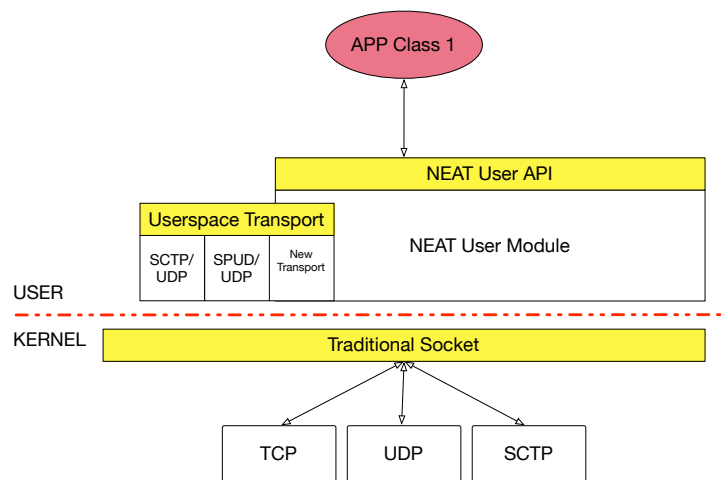 APP Class 1
NEAT User API
Userspace Transport
NEAT User Module
SCTP/
UDP
SPUD/
UDP
New
Transport
USER
KERNEL
Traditional Socket
TCP
UDP
SCTP